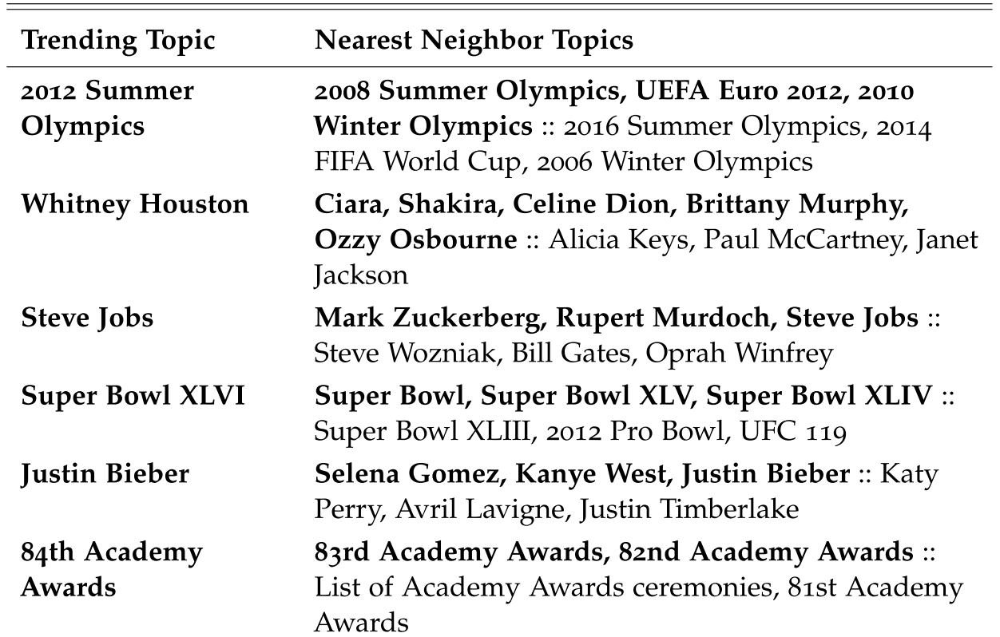 Trending Topic Nearest Neighbor Topics
2012 Summer 2008 Summer Olympics, UEFA Euro 2012, 2010
Olympics Winter Olympics :: 2016 Summer Olympics, 2014
FIFA World Cup, 2006 Winter Olympics
Whitney Houston Ciara, Shakira, Celine Dion, Brittany Murphy,
Ozzy Osbourne :: Alicia Keys, Paul McCartney, Janet
Jackson
Steve Jobs Mark Zuckerberg, Rupert Murdoch, Steve Jobs ::
Steve Wozniak, Bill Gates, Oprah Winfrey
Super Bowl XLVI Super Bowl, Super Bowl XLV, Super Bowl XLIV ::
Super Bowl XLIII, 2012 Pro Bowl, UFC 119
Justin Bieber Selena Gomez, Kanye West, Justin Bieber :: Katy
Perry, Avril Lavigne, Justin Timberlake
84th Academy 83rd Academy Awards, 82nd Academy Awards ::
Awards List of Academy Awards ceremonies, 81st Academy
Awards